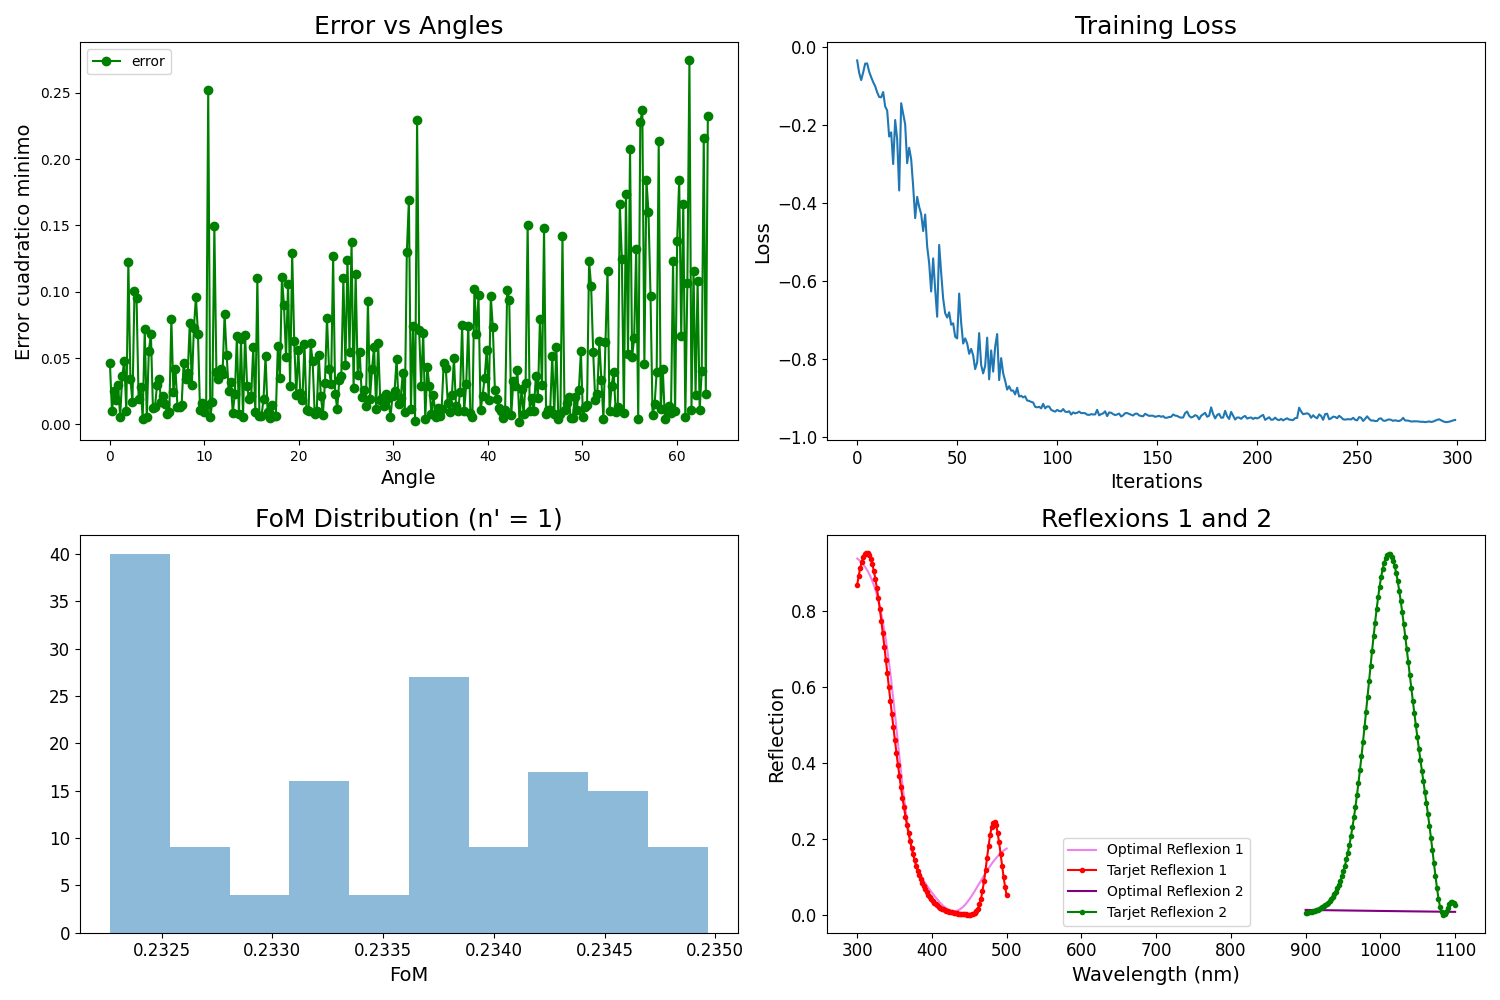 Error vs Angles
error
0.25
0.20
0.15
0.10
0.05
0.00
Error cuadratico minimo
0 10 20 30 40 50 60
Angle
Training Loss
0.0
−0.2
−0.4
−0.6
−0.8
−1.0
Loss
0 50 100 150 200 250 300
Iterations
FoM Distribution (n' = 1)
40
35
30
25
20
15
10
5
0
0.2325 0.2330 0.2335 0.2340 0.2345 0.2350
FoM
Reflexions 1 and 2
0.8
0.6
0.4
0.2
0.0
Reflection
Optimal Reflexion 1
Tarjet Reflexion 1
Optimal Reflexion 2
Tarjet Reflexion 2
300 400 500 600 700 800 900 1000 1100
Wavelength (nm)